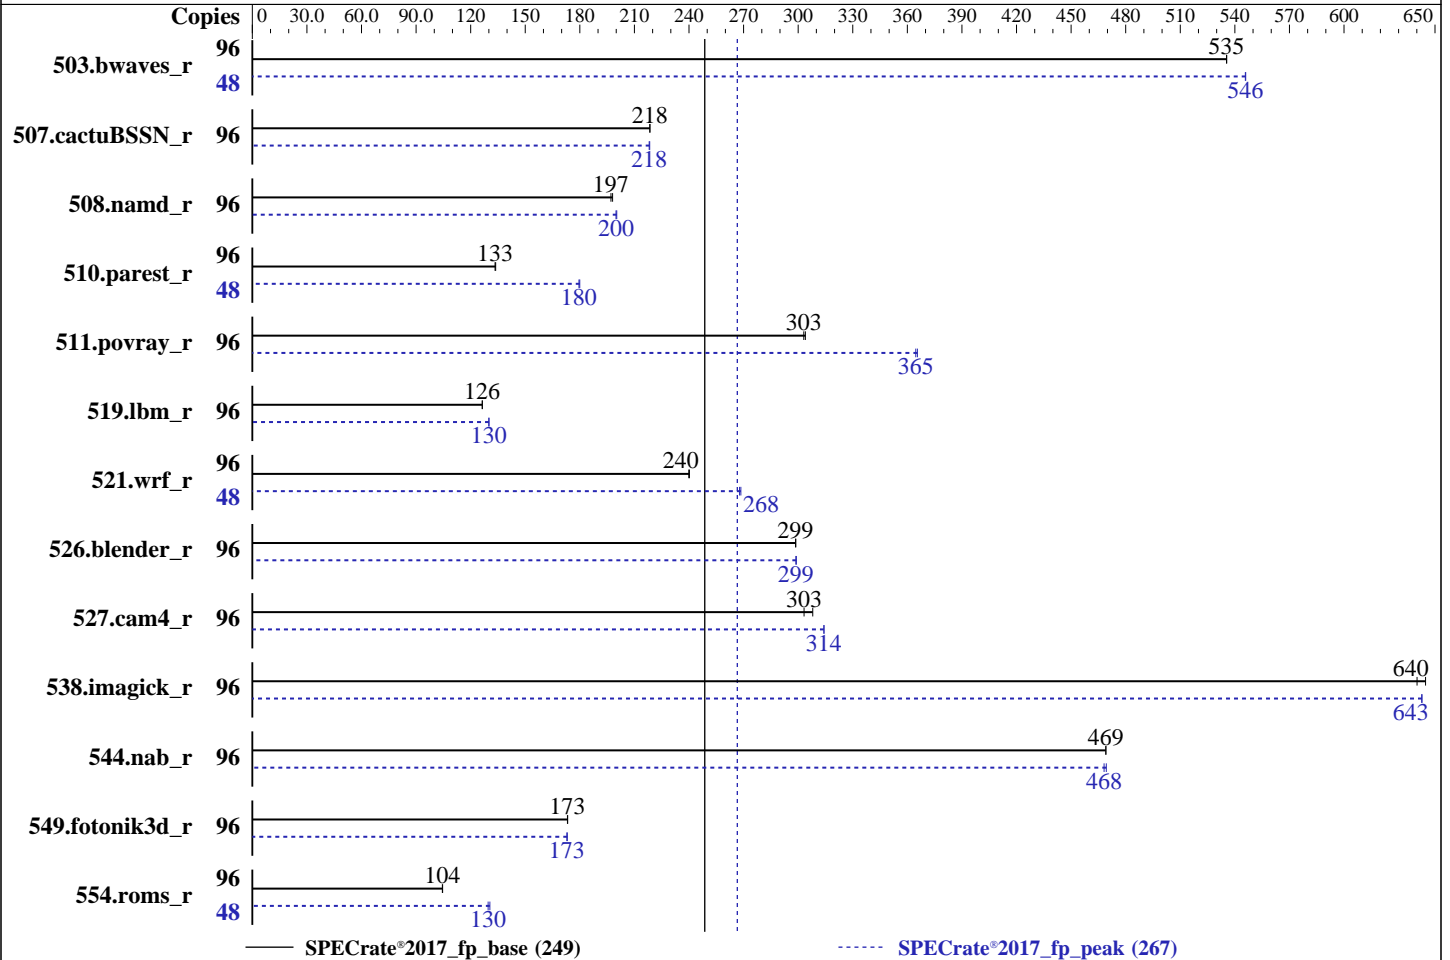 Copies 0 30.0 60.0 90.0 120 150 180 210 240 270 300 330 360 390 420 450 480 510 540 570 600 650
503.bwaves_r 96 535
48 546
507.cactuBSSN_r 96 218
218
508.namd_r 96 197
200
510.parest_r 96 133
48 180
511.povray_r 96 303
365
519.lbm_r 96 126
130
521.wrf_r 96 240
48 268
526.blender_r 96 299
299
527.cam4_r 96 303
314
538.imagick_r 96 640
643
544.nab_r 96 469
468
549.fotonik3d_r 96 173
173
554.roms_r 96 104
48 130
SPECrate®2017_fp_base (249) SPECrate®2017_fp_peak (267)